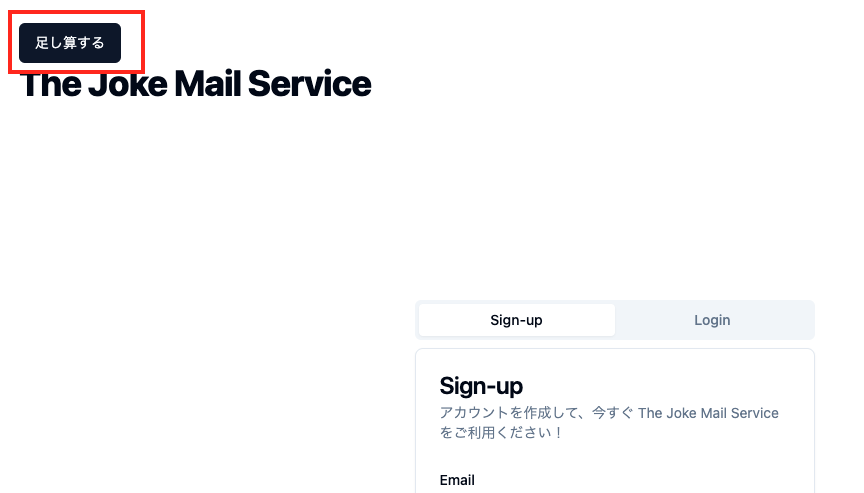 足し算する
The Joke Mail Service
Sign-up
Login
Sign-up
アカウントを作成して、今すぐ The Joke Mail Service
をご利用ください！
Email